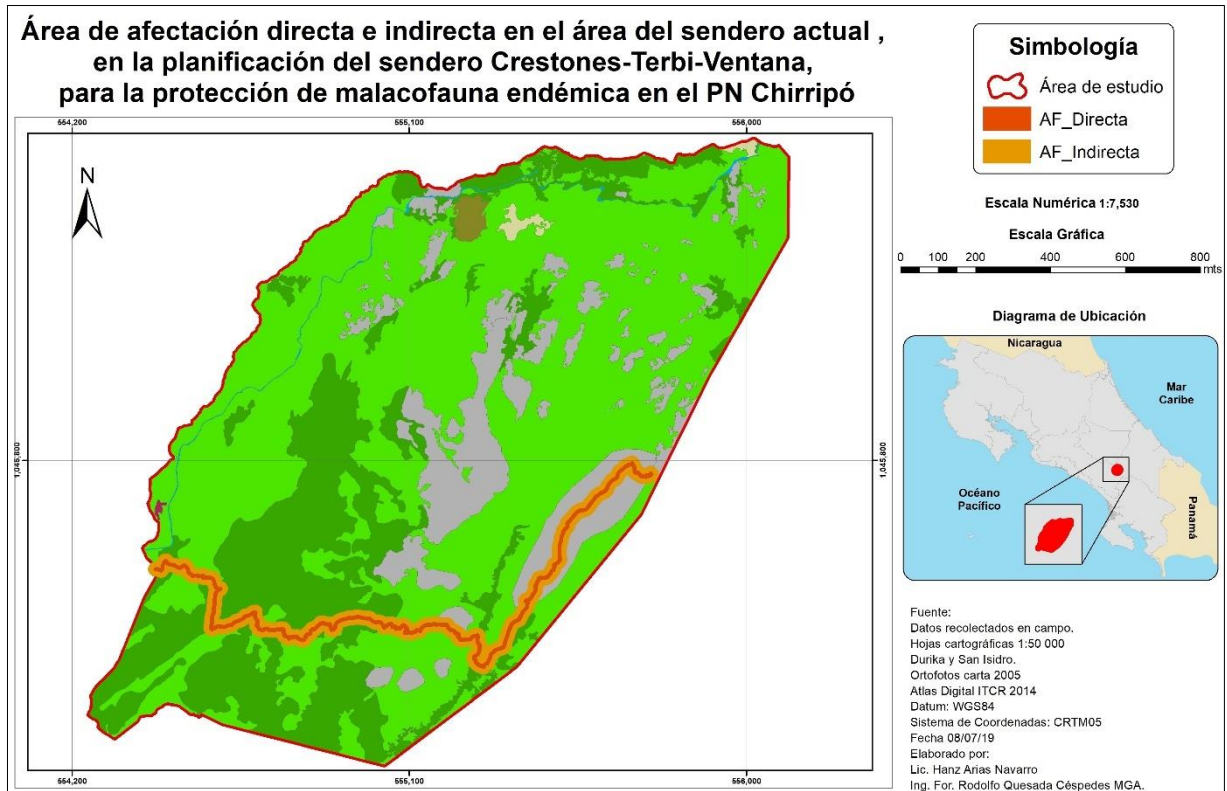 Área de afectación directa e indirecta en el área del sendero actual ,
en la planificación del sendero Crestones-Terbi-Ventana,
para la protección de malacofauna endémica en el PN Chirripó
564,200
555,100
556,000
N
1,045,800
1,045,800
564,200
555,100
556,000
Simbología
Área de estudio
AF_Directa
AF_Indirecta
Escala Numérica 1:7,530
Escala Gráfica
0 100 200 400 600 800
mts
Diagrama de Ubicación
Nicaragua
Mar
Caribe
Océano
Pacífico
Panamá
Fuente:
Datos recolectados en campo.
Hojas cartográficas 1:50 000
Durika y San Isidro.
Ortofotos carta 2005
Atlas Digital ITCR 2014
Datum: WGS84
Sistema de Coordenadas: CRTM05
Fecha 08/07/19
Elaborado por:
Lic. Hanz Arias Navarro
Ing. For. Rodolfo Quesada Céspedes MGA.